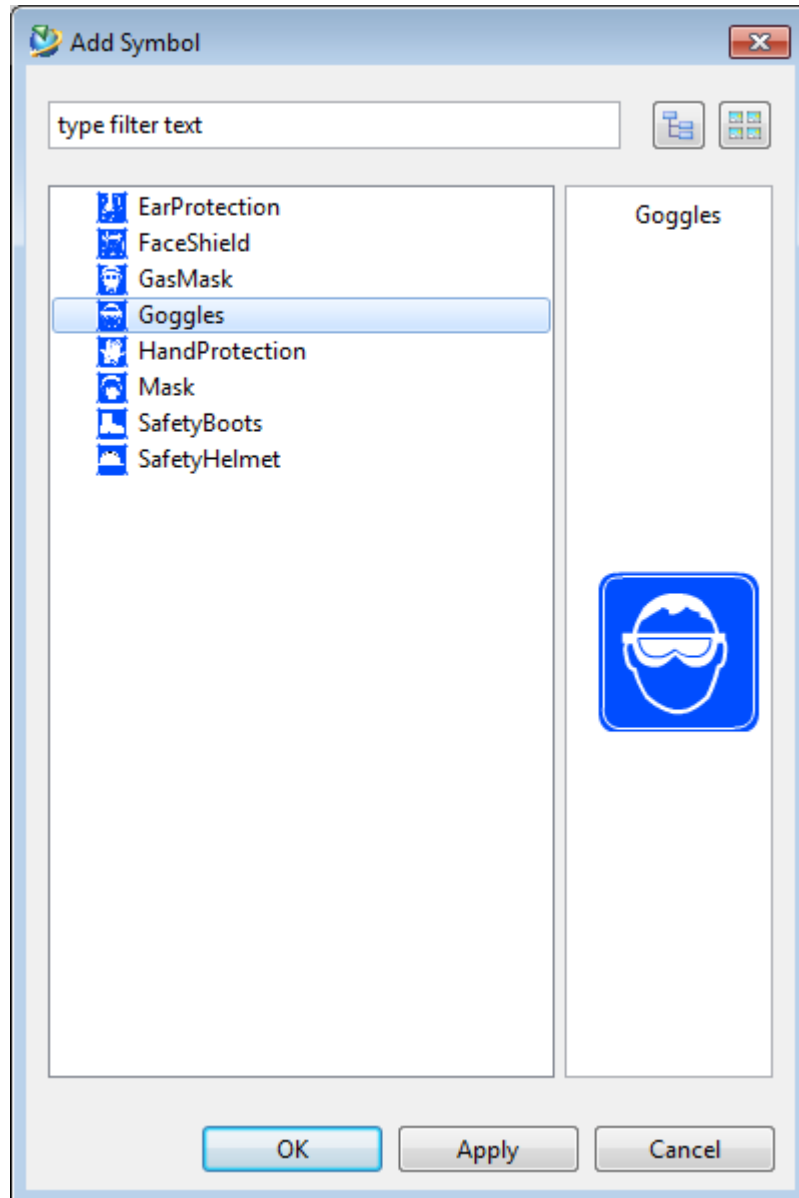 Add Symbol
type filter text
EarProtection
FaceShield
GasMask
Goggles
HandProtection
Mask
SafetyBoots
SafetyHelmet
Goggles
OK
Apply
Cancel